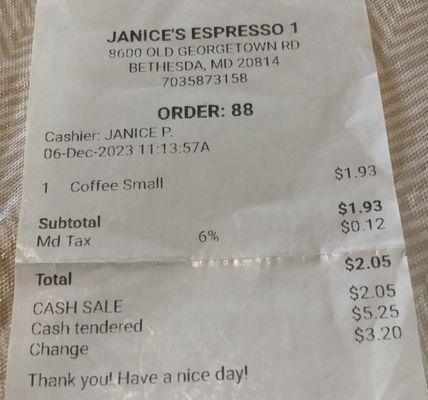 JANICE'S ESPRESSO 1
8600 OLD GEORGETOWN RD
BETHESDA, MD 20814
7035873158
ORDER: 88
Cashier: JANICE P.
06-Dec-2023 11:13:57A
1 Coffee Small $1.93
Subtotal $1.93
Md Tax 6% $0.12
Total $2.05
CASH SALE $2.05
Cash tendered $5.25
Change $3.20
Thank you! Have a nice day!